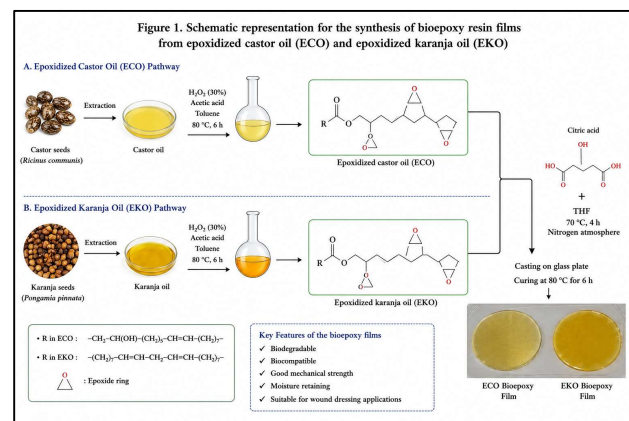 Figure 1. Schematic representation for the synthesis of bioepoxy resin films
from epoxidized castor oil (ECO) and epoxidized karanja oil (EKO)
A. Epoxidized Castor Oil (ECO) Pathway
Extraction
Castor seeds
(Ricinus communis)
Castor oil
H₂O₂ (30%)
Acetic acid
Toluene
80 °C, 6 h
O
O
R
O
O
O
Epoxidized castor oil (ECO)
B. Epoxidized Karanja Oil (EKO) Pathway
Extraction
Karanja seeds
(Pongamia pinnata)
Karanja oil
H₂O₂ (30%)
Acetic acid
Toluene
80 °C, 6 h
O
O
R
O
O
O
Epoxidized karanja oil (EKO)
Citric acid
OH
HO
OH
O
O
+
THF
70 °C, 4 h
Nitrogen atmosphere
Casting on glass plate
Curing at 80 °C for 6 h
ECO Bioepoxy
Film
EKO Bioepoxy
Film
• R in ECO : –CH₂–CH(OH)–(CH₂)₅–CH=CH–(CH₂)₇–
• R in EKO : –(CH₂)₇–CH=CH–CH₂–CH=CH–(CH₂)₇–
O
: Epoxide ring
Key Features of the bioepoxy films
✓ Biodegradable
✓ Biocompatible
✓ Good mechanical strength
✓ Moisture retaining
✓ Suitable for wound dressing applications